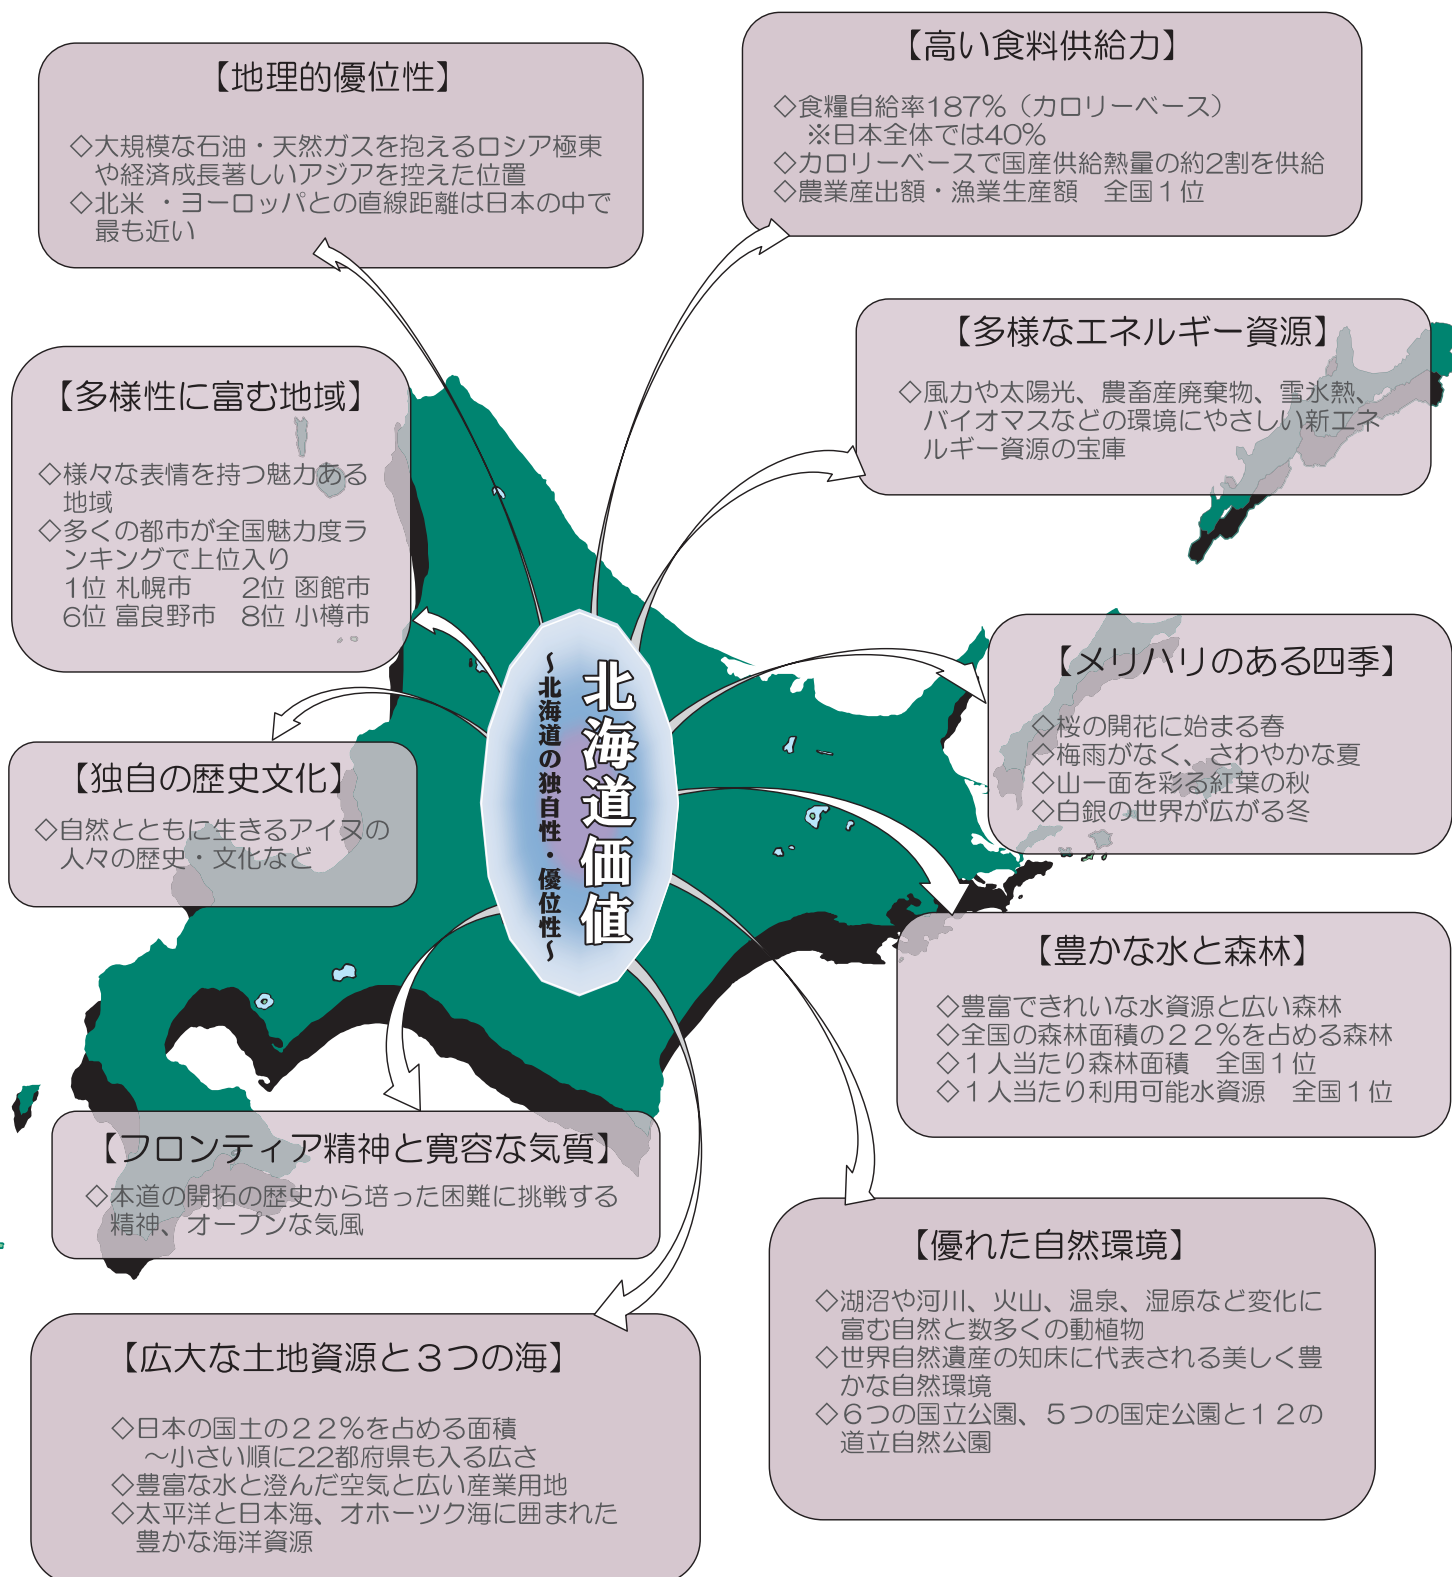 【地理的優位性】
◇大規模な石油・天然ガスを抱えるロシア極東
や経済成長著しいアジアを控えた位置
◇北米 ・ヨーロッパとの直線距離は日本の中で
最も近い
【高い食料供給力】
◇食糧自給率187%（カロリーベース）
※日本全体では40%
◇カロリーベースで国産供給熱量の約2割を供給
◇農業産出額・漁業生産額　全国１位
【多様なエネルギー資源】
◇風力や太陽光、農畜産廃棄物、雪氷熱、
バイオマスなどの環境にやさしい新エネ
ルギー資源の宝庫
【多様性に富む地域】
◇様々な表情を持つ魅力ある
地域
◇多くの都市が全国魅力度ラ
ンキングで上位入り
1位 札幌市　　2位 函館市
6位 富良野市　8位 小樽市
【メリハリのある四季】
◇桜の開花に始まる春
◇梅雨がなく、さわやかな夏
◇山一面を彩る紅葉の秋
◇白銀の世界が広がる冬
北海道価値
～北海道の独自性・優位性～
【独自の歴史文化】
◇自然とともに生きるアイヌの
人々の歴史・文化など
【豊かな水と森林】
◇豊富できれいな水資源と広い森林
◇全国の森林面積の２２％を占める森林
◇１人当たり森林面積　全国１位
◇１人当たり利用可能水資源　全国１位
【フロンティア精神と寛容な気質】
◇本道の開拓の歴史から培った困難に挑戦する
精神、オープンな気風
【優れた自然環境】
◇湖沼や河川、火山、温泉、湿原など変化に
富む自然と数多くの動植物
◇世界自然遺産の知床に代表される美しく豊
かな自然環境
◇６つの国立公園、５つの国定公園と１２の
道立自然公園
【広大な土地資源と３つの海】
◇日本の国土の２２％を占める面積
～小さい順に22都府県も入る広さ
◇豊富な水と澄んだ空気と広い産業用地
◇太平洋と日本海、オホーツク海に囲まれた
豊かな海洋資源